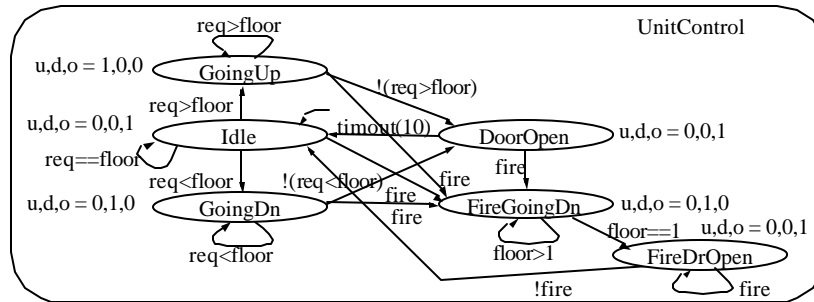 UnitControl
req>floor
u,d,o = 1,0,0
GoingUp
req>floor
!(req>floor)
u,d,o = 0,0,1
Idle
timout(10)
DoorOpen
u,d,o = 0,0,1
req==floor
req<floor
!(req<floor)
fire
fire
fire
fire
u,d,o = 0,1,0
GoingDn
FireGoingDn
u,d,o = 0,1,0
req<floor
floor>1
floor==1
u,d,o = 0,0,1
FireDrOpen
!fire
fire